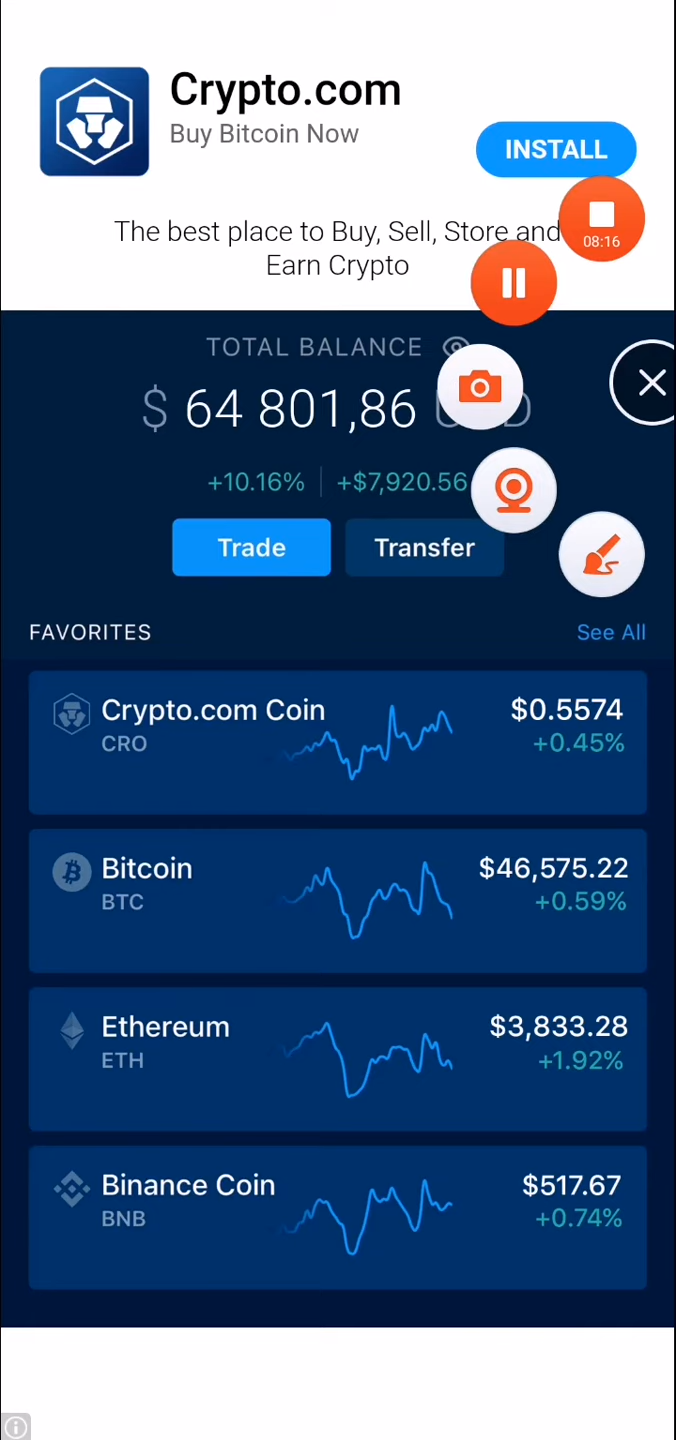 Crypto.com
Buy Bitcoin Now
INSTALL
08:16
The best place to Buy, Sell, Store and
Earn Crypto
TOTAL BALANCE
$ 64 801,86
+10.16% +$7,920.56
Trade Transfer
FAVORITES See All
Crypto.com Coin $0.5574
CRO +0.45%
Bitcoin $46,575.22
BTC +0.59%
Ethereum $3,833.28
ETH +1.92%
Binance Coin $517.67
BNB +0.74%